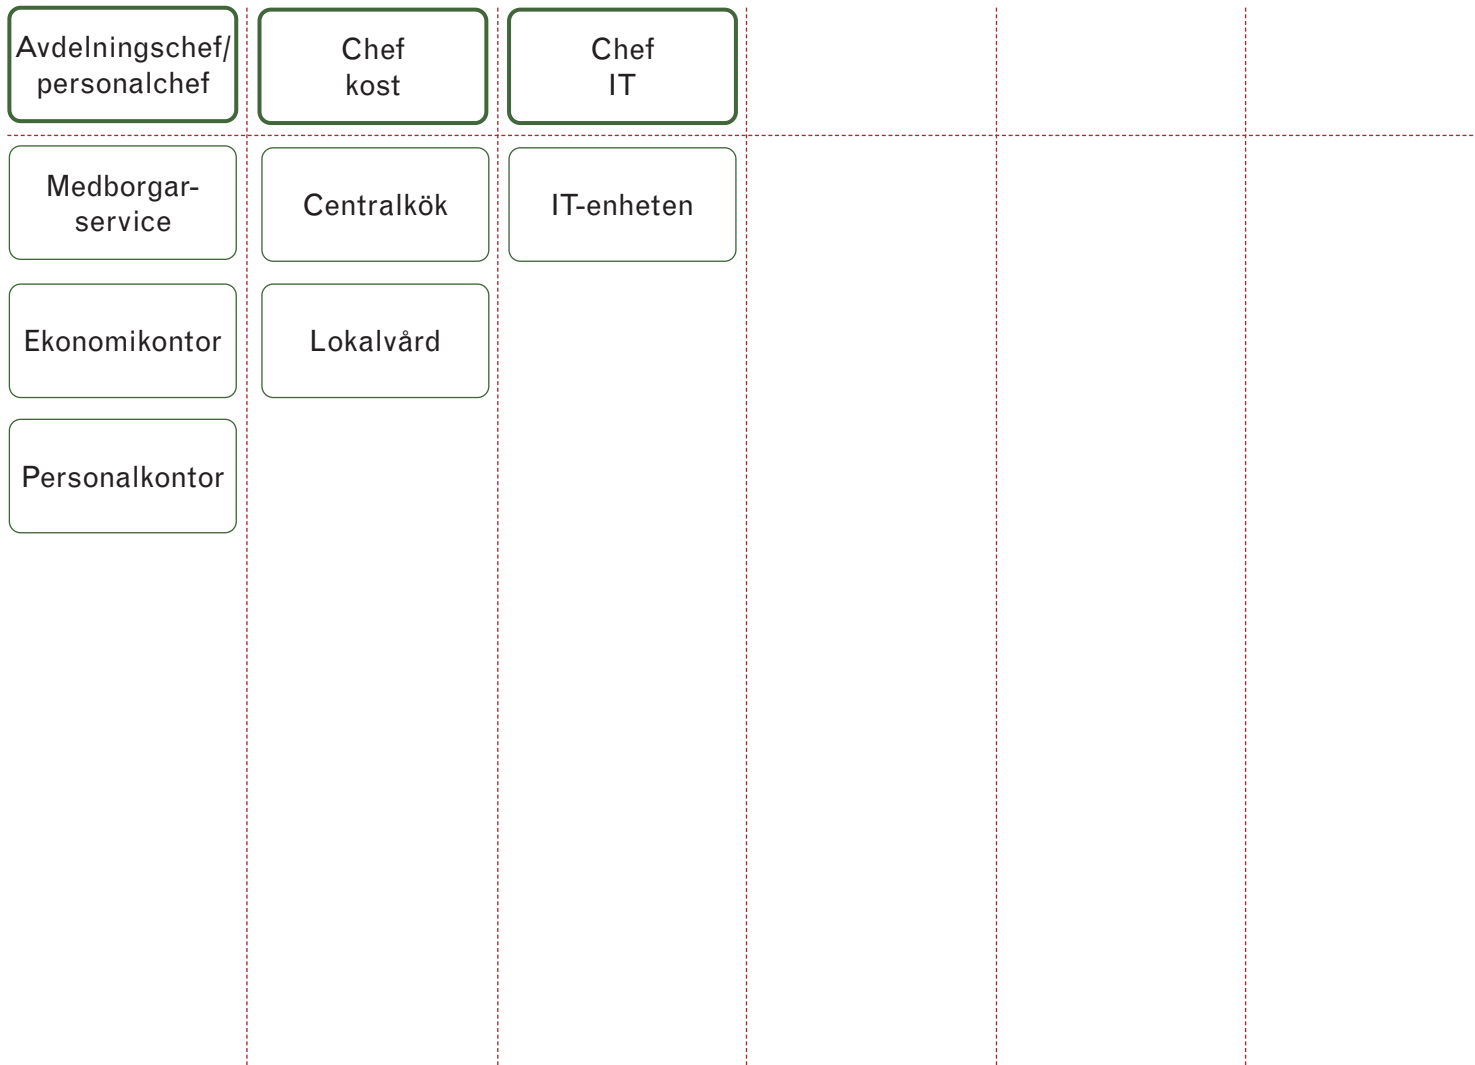 Avdelningschef/
personalchef
Chef
kost
Chef
IT
Medborgar-
service
Centralkök
IT-enheten
Ekonomikontor
Lokalvård
Personalkontor